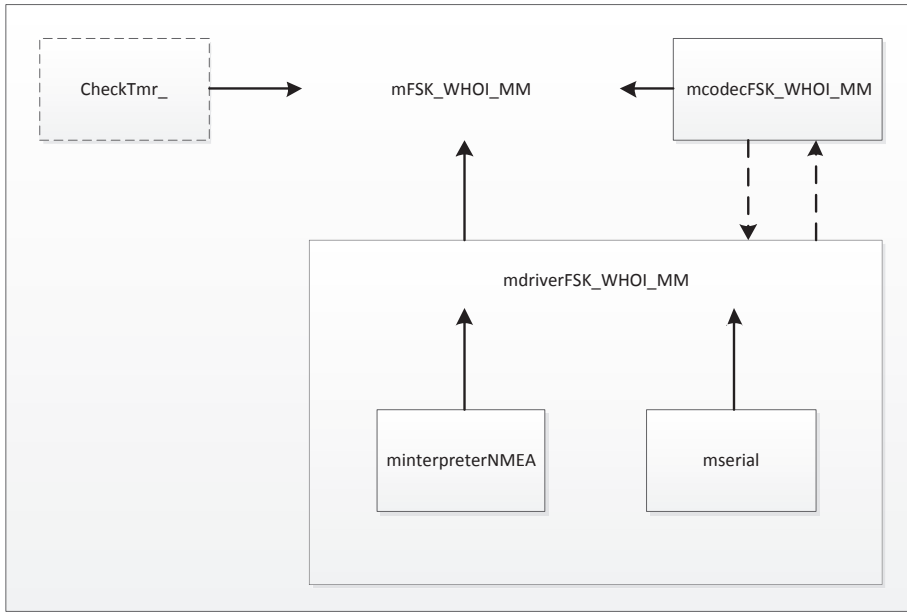 CheckTmr_
mFSK_WHOI_MM
mcodecFSK_WHOI_MM
mdriverFSK_WHOI_MM
minterpreterNMEA
mserial